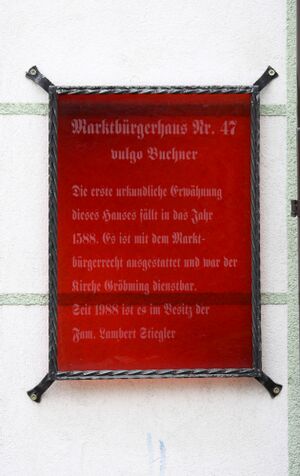 Marktbürgerhaus Nr. 47
vulgo Buchner
Die erste urkundliche Erwähnung
dieses Hauses fällt in das Jahr
1588. Es ist mit dem Markt-
bürgerrecht ausgestattet und war der
Kirche Gröbming dienstbar.
Seit 1988 ist es im Besitz der
Fam. Lambert Stiegler